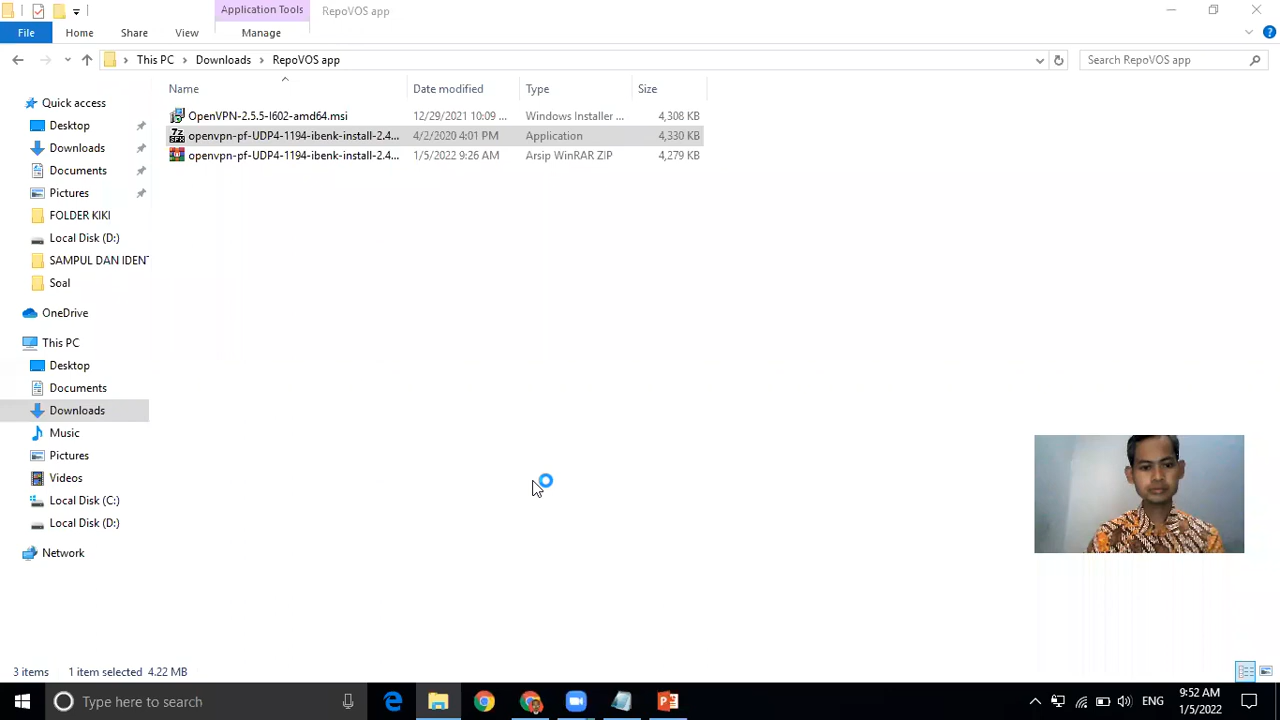 Application Tools RepoVOS app
File Home Share View Manage
This PC Downloads RepoVOS app Search RepoVOS app
Name Date modified Type Size
OpenVPN-2.5.5-I602-amd64.msi 12/29/2021 10:09 ... Windows Installer ... 4,308 KB
openvpn-pf-UDP4-1194-ibenk-install-2.4... 4/2/2020 4:01 PM Application 4,330 KB
openvpn-pf-UDP4-1194-ibenk-install-2.4... 1/5/2022 9:26 AM Arsip WinRAR ZIP 4,279 KB
Quick access
Desktop
Downloads
Documents
Pictures
FOLDER KIKI
Local Disk (D:)
SAMPUL DAN IDENT
Soal
OneDrive
This PC
Desktop
Documents
Downloads
Music
Pictures
Videos
Local Disk (C:)
Local Disk (D:)
Network
3 items 1 item selected 4.22 MB
Type here to search
ENG
9:52 AM
1/5/2022